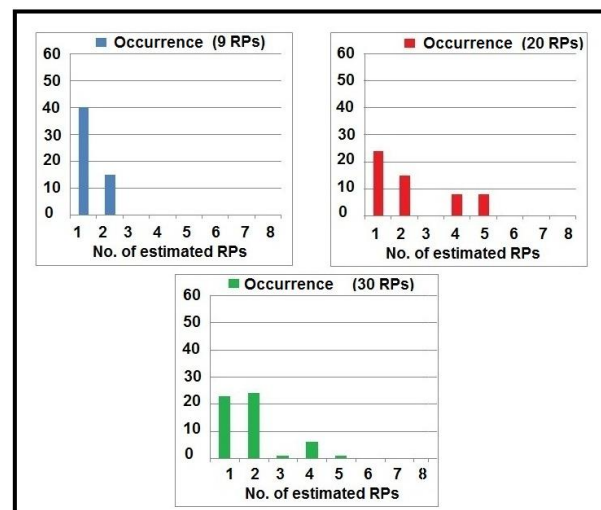 Occurrence (9 RPs)
60
50
40
30
20
10
0
1 2 3 4 5 6 7 8
No. of estimated RPs
Occurrence (20 RPs)
60
50
40
30
20
10
0
1 2 3 4 5 6 7 8
No. of estimated RPs
Occurrence (30 RPs)
60
50
40
30
20
10
0
1 2 3 4 5 6 7 8
No. of estimated RPs